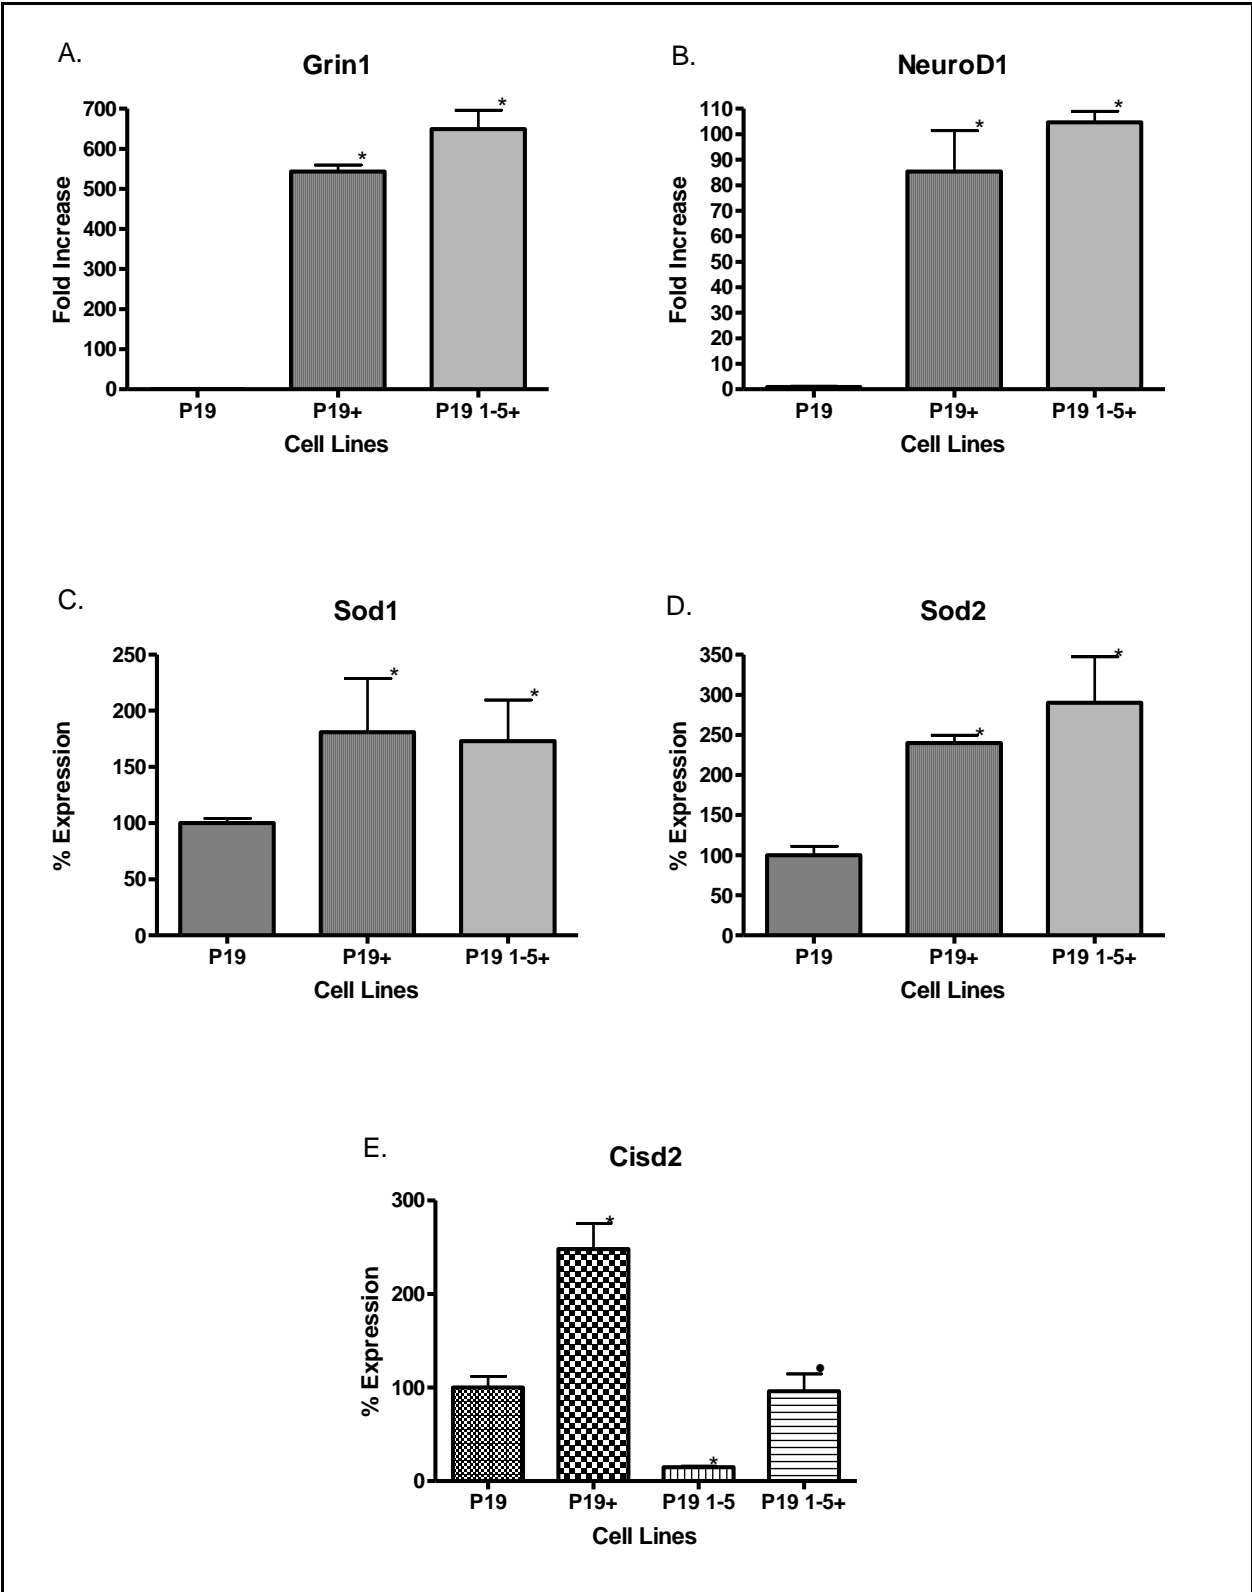 A.
Grin1
700
600
500
400
300
200
100
0
Fold Increase
*
*
P19 P19+ P19 1-5+
Cell Lines
B.
NeuroD1
110
100
90
80
70
60
50
40
30
20
10
0
Fold Increase
*
*
P19 P19+ P19 1-5+
Cell Lines
C.
Sod1
250
200
150
100
50
0
% Expression
*
*
P19 P19+ P19 1-5+
Cell Lines
D.
Sod2
350
300
250
200
150
100
50
0
% Expression
*
*
P19 P19+ P19 1-5+
Cell Lines
E.
Cisd2
300
200
100
0
% Expression
*
*
•
P19 P19+ P19 1-5 P19 1-5+
Cell Lines